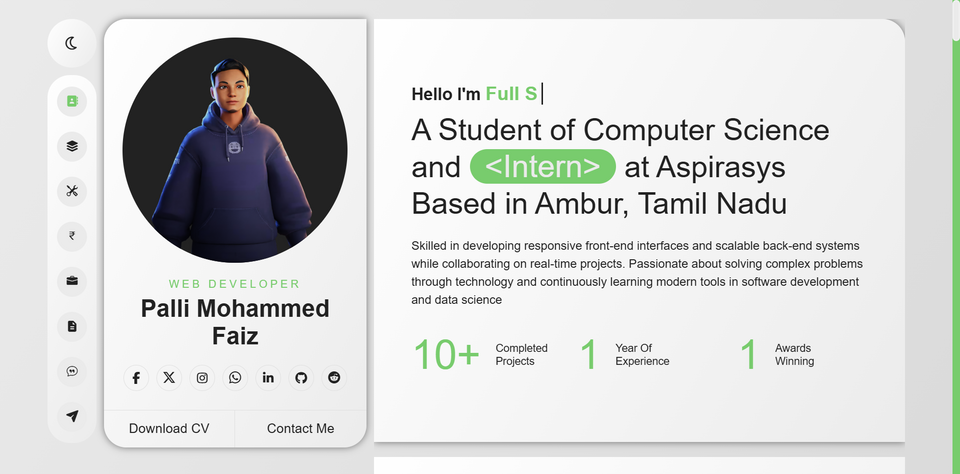 WEB DEVELOPER
Palli Mohammed
Faiz
Download CV
Contact Me
Hello I'm Full S
A Student of Computer Science
and <Intern> at Aspirasys
Based in Ambur, Tamil Nadu
Skilled in developing responsive front-end interfaces and scalable back-end systems
while collaborating on real-time projects. Passionate about solving complex problems
through technology and continuously learning modern tools in software development
and data science
10+
Completed
Projects
1
Year Of
Experience
1
Awards
Winning